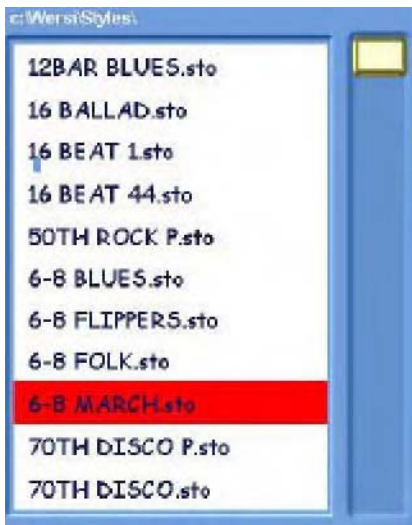 c:\Wersi\Styles\
12BAR BLUES.sto
16 BALLAD.sto
16 BEAT 1.sto
16 BEAT 44.sto
50TH ROCK P.sto
6-8 BLUES.sto
6-8 FLIPPERS.sto
6-8 FOLK.sto
6-8 MARCH.sto
70TH DISCO P.sto
70TH DISCO.sto